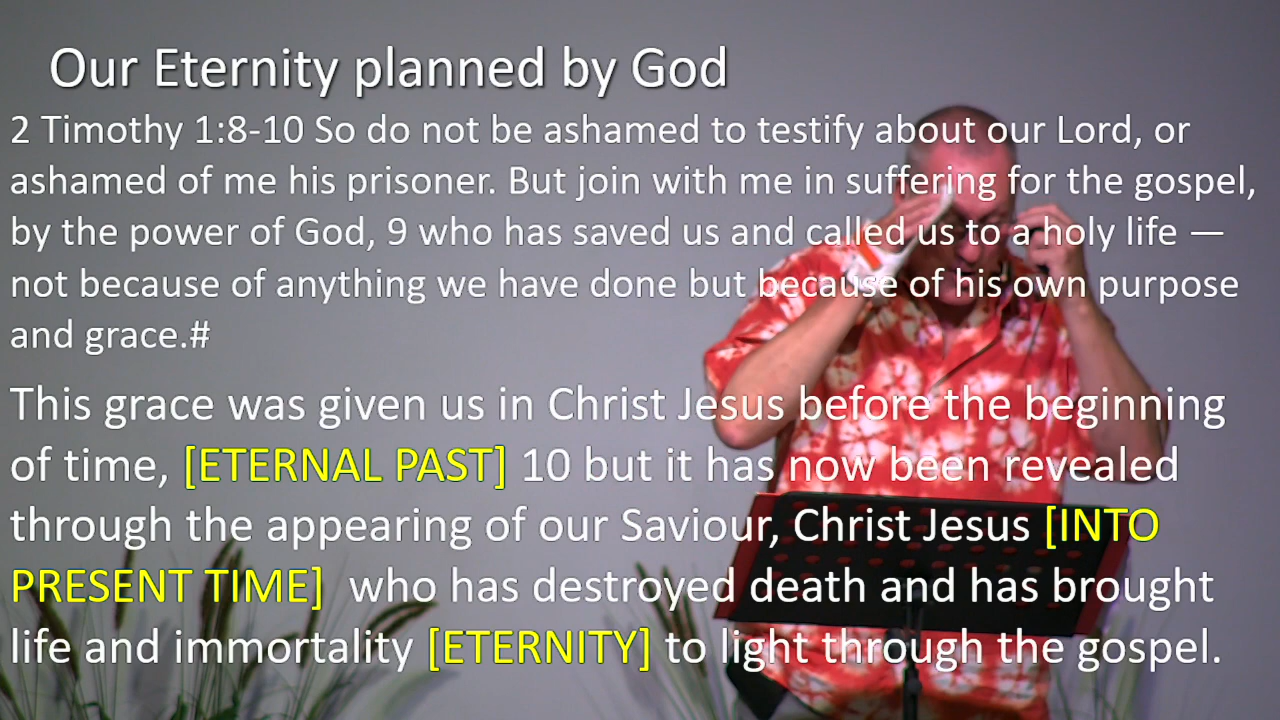 Our Eternity planned by God
2 Timothy 1:8-10 So do not be ashamed to testify about our Lord, or
ashamed of me his prisoner. But join with me in suffering for the gospel,
by the power of God, 9 who has saved us and called us to a holy life —
not because of anything we have done but because of his own purpose
and grace.#
This grace was given us in Christ Jesus before the beginning
of time, [ETERNAL PAST] 10 but it has now been revealed
through the appearing of our Saviour, Christ Jesus [INTO
PRESENT TIME]  who has destroyed death and has brought
life and immortality [ETERNITY] to light through the gospel.